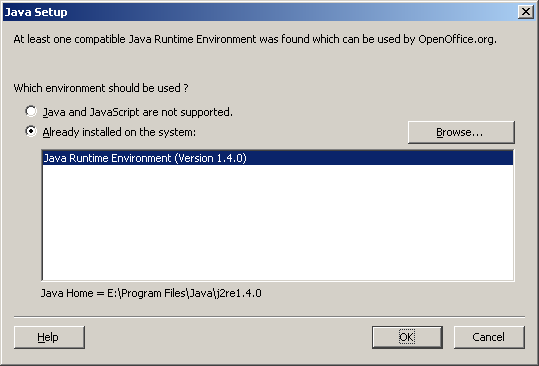 Java Setup
At least one compatible Java Runtime Environment was found which can be used by OpenOffice.org.
Which environment should be used ?
Java and JavaScript are not supported.
Already installed on the system:
Browse...
Java Runtime Environment (Version 1.4.0)
Java Home = E:\Program Files\Java\j2re1.4.0
Help
OK
Cancel